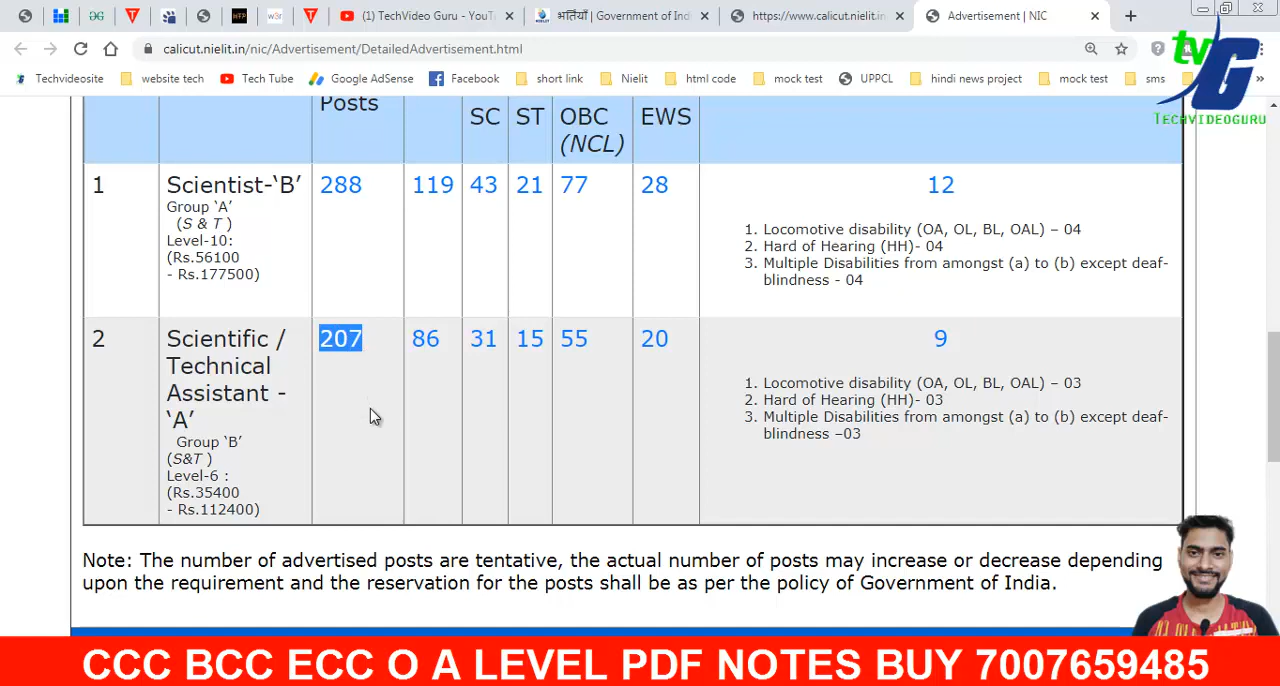 (1) TechVideo Guru - YouT
भर्तियाँ | Government of Ind
https://www.calicut.nielit.in
Advertisement | NIC
calicut.nielit.in/nic/Advertisement/DetailedAdvertisement.html
Techvideosite
website tech
Tech Tube
Google AdSense
Facebook
short link
Nielit
html code
mock test
UPPCL
hindi news project
mock test
sms
TECHVIDEOGURU
Posts
SC
ST
OBC
(NCL)
EWS
1
Scientist-‘B’
Group ‘A’
(S & T )
Level-10:
(Rs.56100
- Rs.177500)
288
119
43
21
77
28
12
1. Locomotive disability (OA, OL, BL, OAL) – 04
2. Hard of Hearing (HH)- 04
3. Multiple Disabilities from amongst (a) to (b) except deaf-
blindness - 04
2
Scientific /
Technical
Assistant -
‘A’
Group ‘B’
(S&T )
Level-6 :
(Rs.35400
- Rs.112400)
207
86
31
15
55
20
9
1. Locomotive disability (OA, OL, BL, OAL) – 03
2. Hard of Hearing (HH)- 03
3. Multiple Disabilities from amongst (a) to (b) except deaf-
blindness –03
Note: The number of advertised posts are tentative, the actual number of posts may increase or decrease depending
upon the requirement and the reservation for the posts shall be as per the policy of Government of India.
CCC BCC ECC O A LEVEL PDF NOTES BUY 7007659485